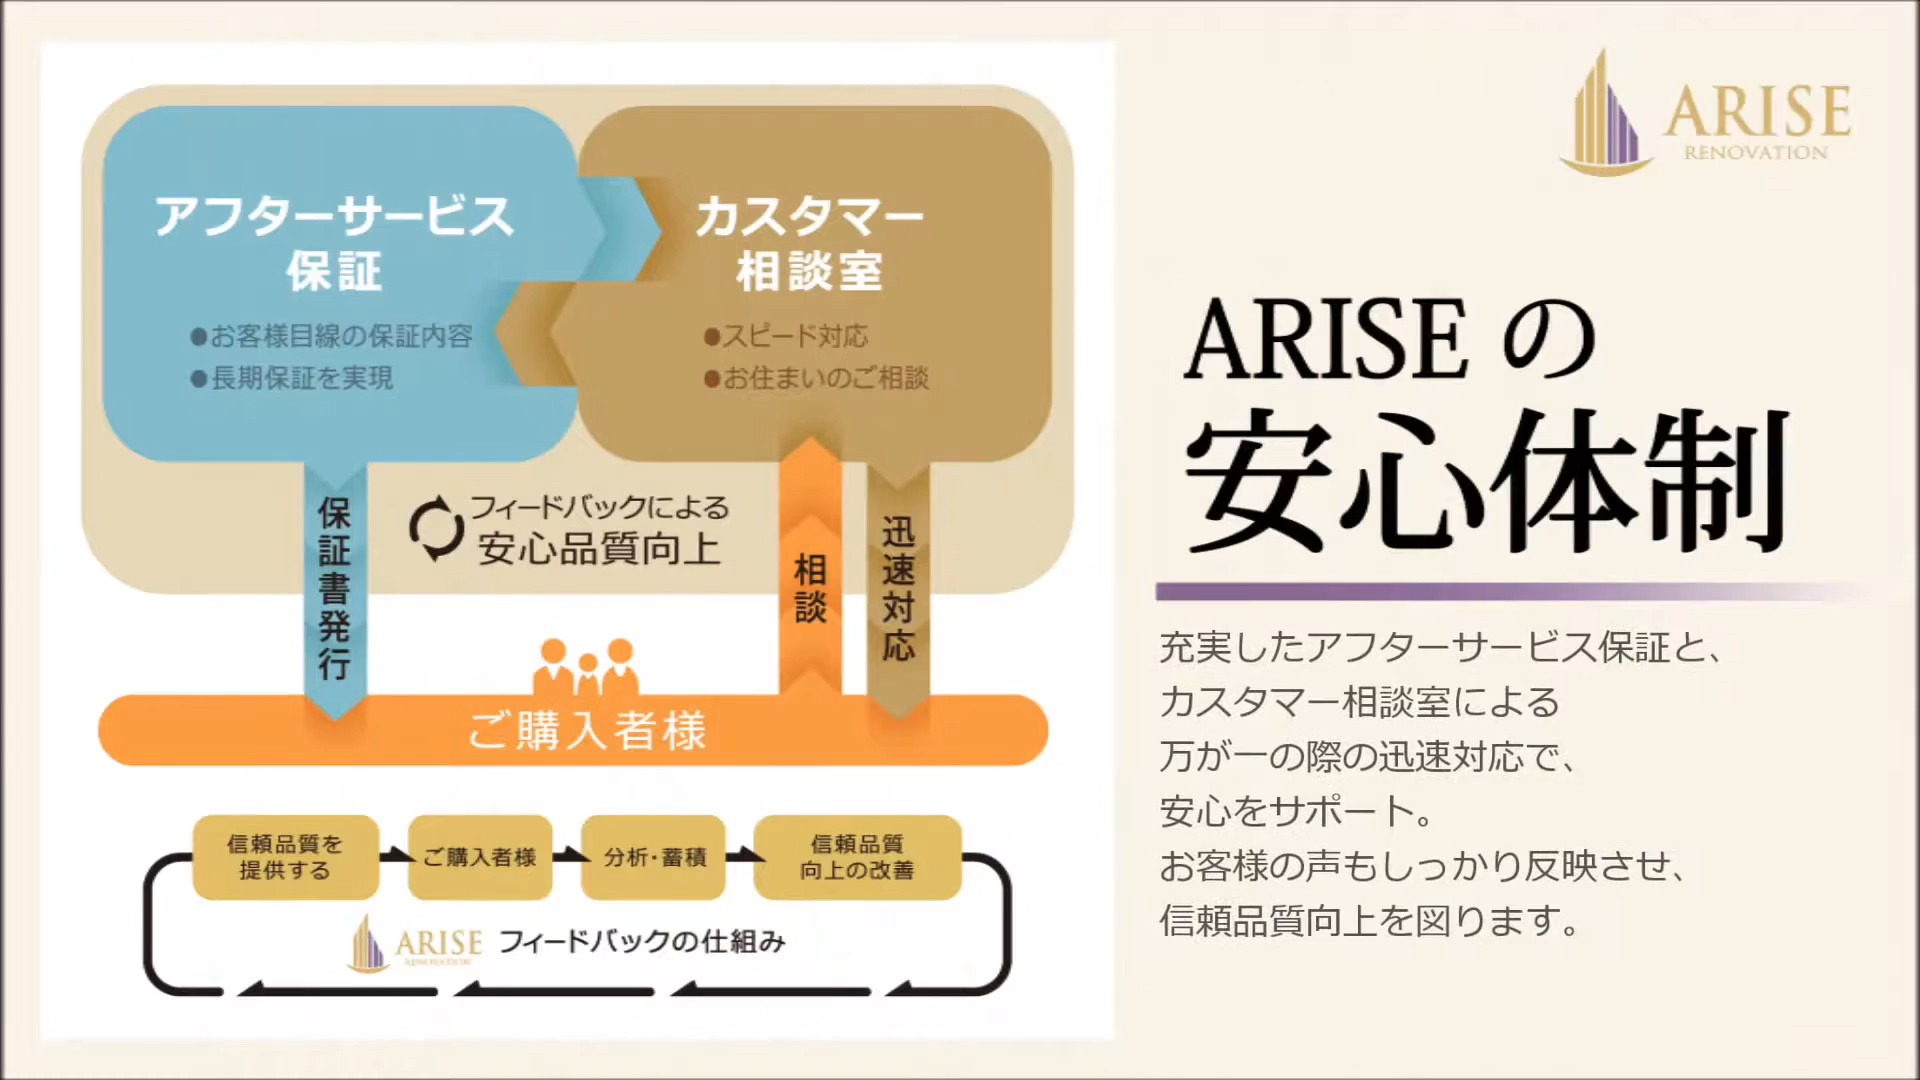 アフターサービス
保証
●お客様目線の保証内容
●長期保証を実現
カスタマー
相談室
●スピード対応
●お住まいのご相談
保証書発行
フィードバックによる
安心品質向上
相談
迅速対応
ご購入者様
信頼品質を
提供する
ご購入者様
分析・蓄積
信頼品質
向上の改善
ARISE
RENOVATION
フィードバックの仕組み
ARISE
RENOVATION
ARISE の
安心体制
充実したアフターサービス保証と、
カスタマー相談室による
万が一の際の迅速対応で、
安心をサポート。
お客様の声もしっかり反映させ、
信頼品質向上を図ります。